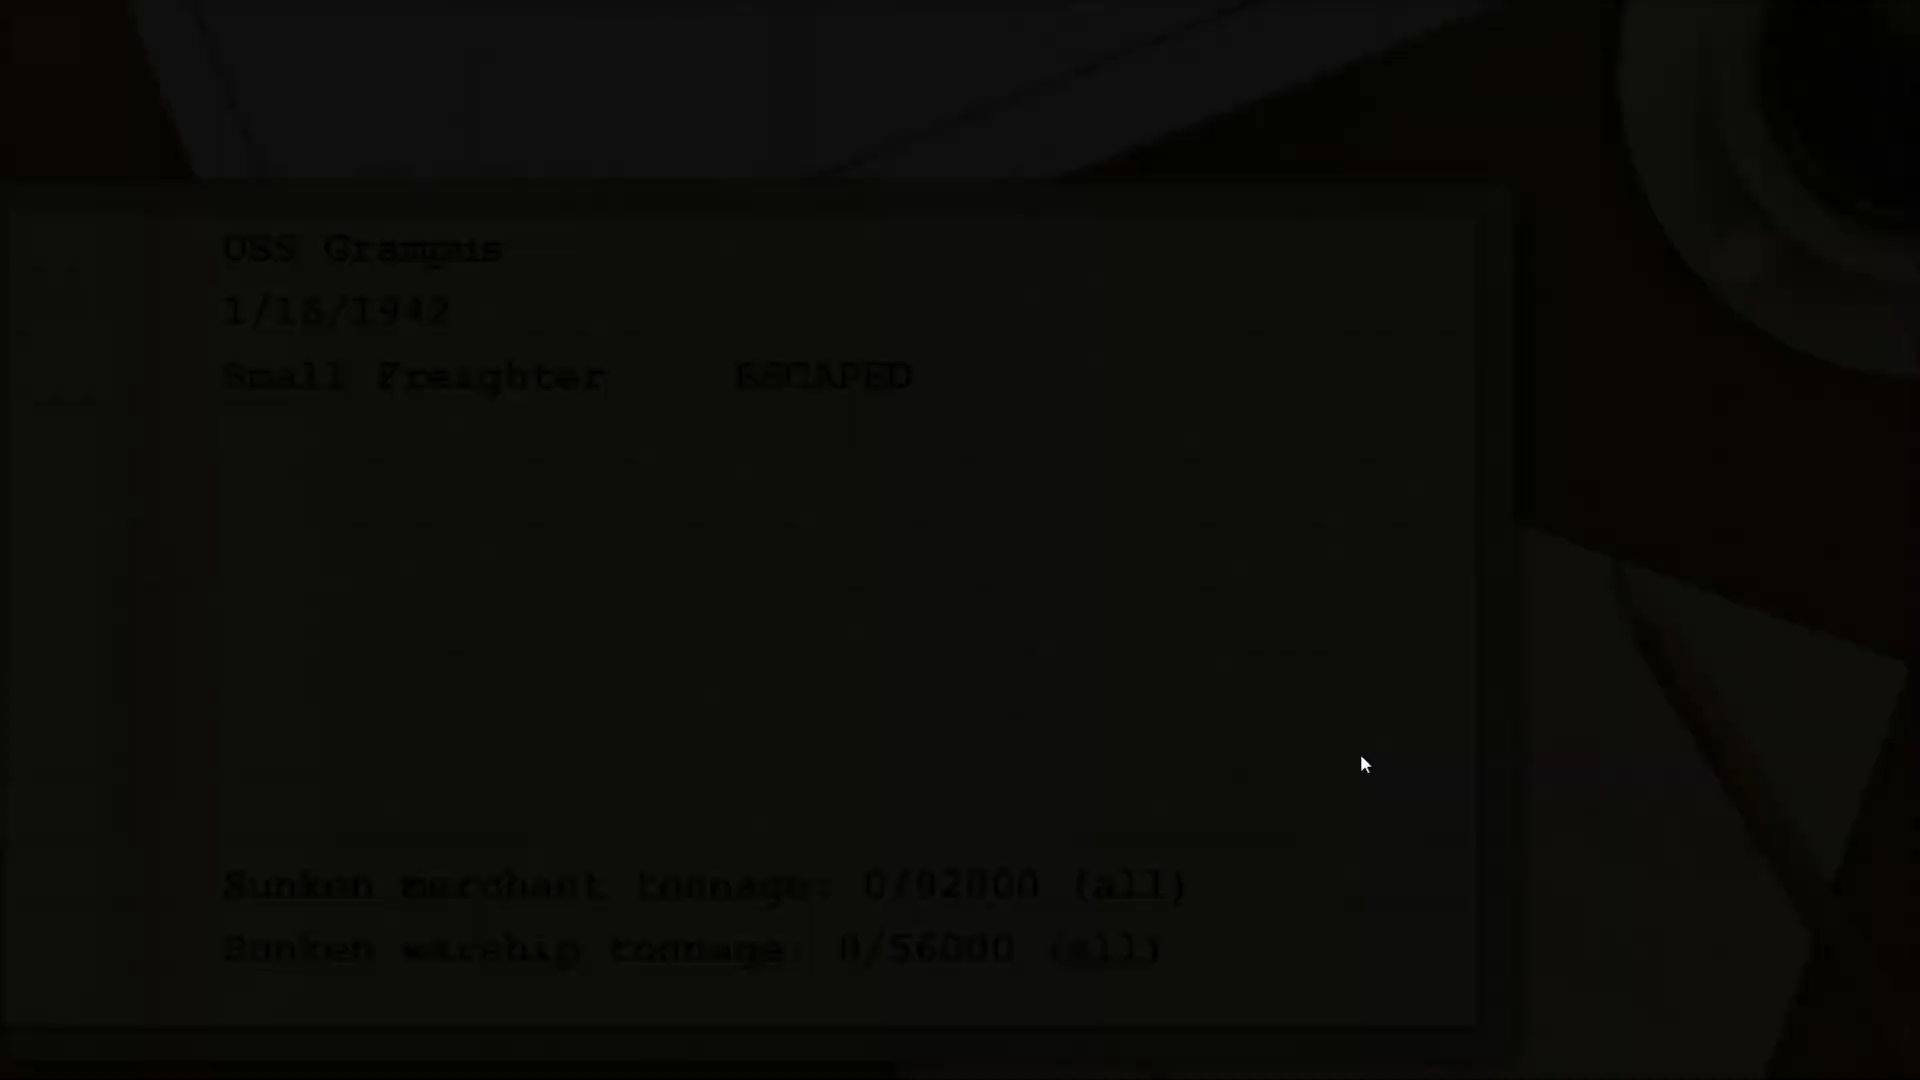 USS Grampus
1/16/1942
Small Freighter ESCAPED
Sunken merchant tonnage: 0/92800 (all)
Sunken warship tonnage: 0/56000 (all)